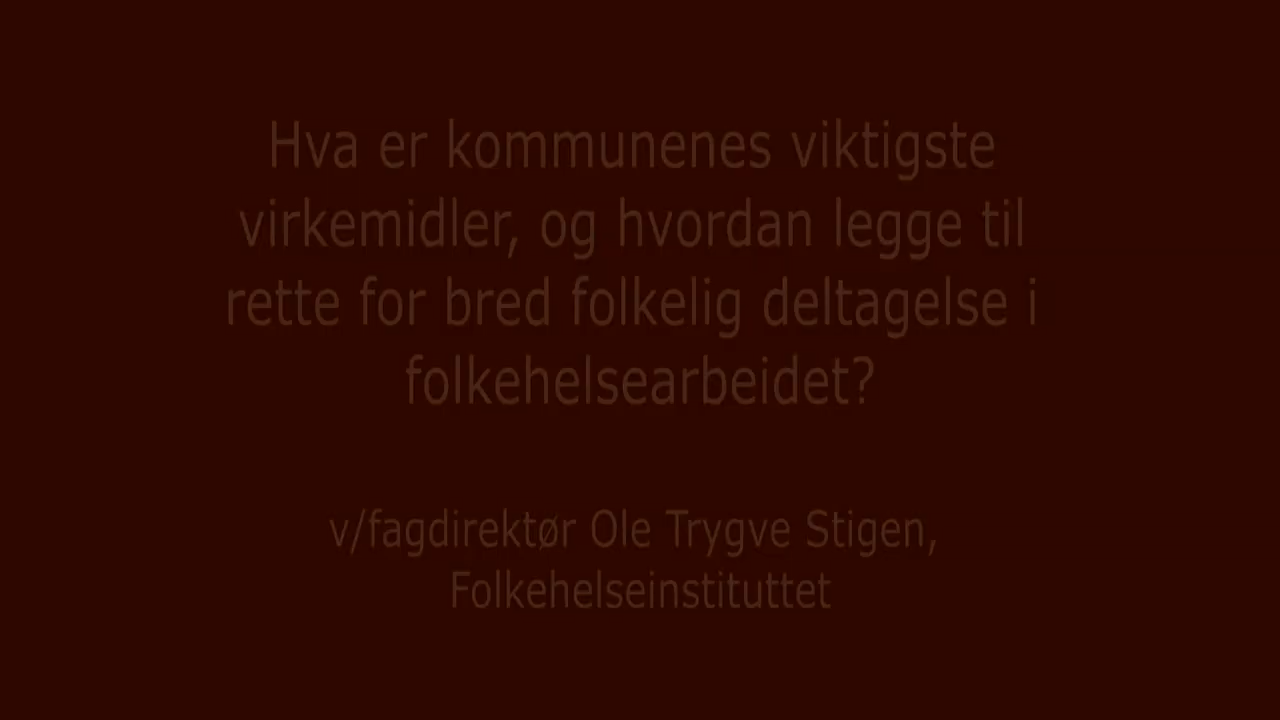 Hva er kommunenes viktigste
virkemidler, og hvordan legge til
rette for bred folkelig deltagelse i
folkehelsearbeidet?
v/fagdirektør Ole Trygve Stigen,
Folkehelseinstituttet